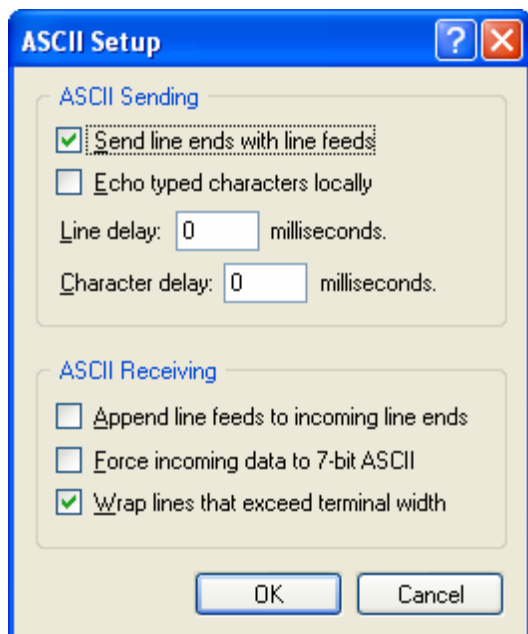 ASCII Setup ?
ASCII Sending
Send line ends with line feeds
Echo typed characters locally
Line delay: 0 milliseconds.
Character delay: 0 milliseconds.
ASCII Receiving
Append line feeds to incoming line ends
Force incoming data to 7-bit ASCII
Wrap lines that exceed terminal width
OK Cancel